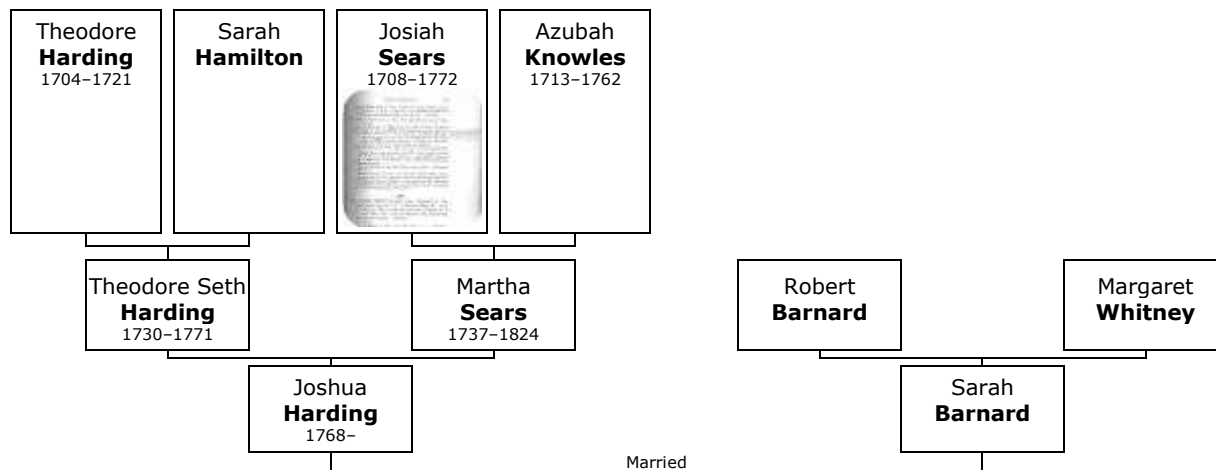 Theodore
Harding
1704–1721
Sarah
Hamilton
Josiah
Sears
1708–1772
Azubah
Knowles
1713–1762
Theodore Seth
Harding
1730–1771
Martha
Sears
1737–1824
Robert
Barnard
Margaret
Whitney
Joshua
Harding
1768–
Sarah
Barnard
Married